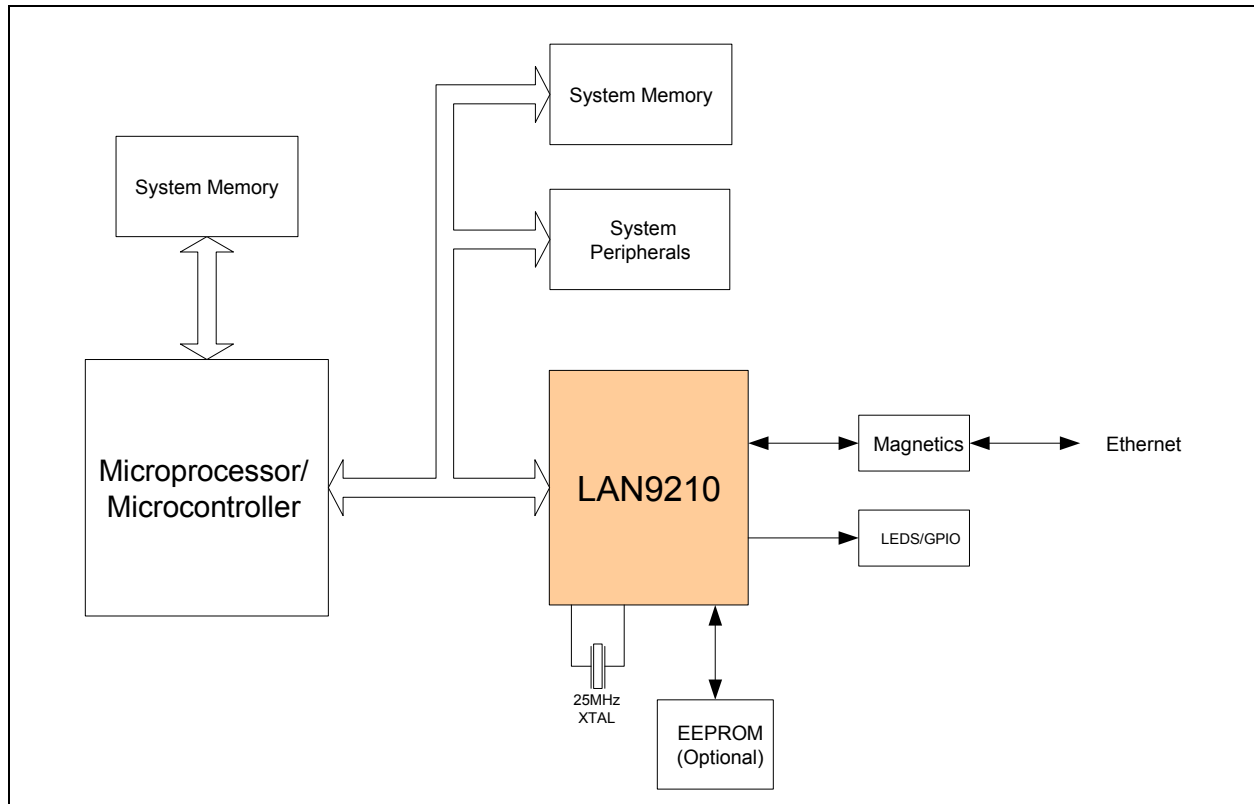 System Memory
System Memory
System
Peripherals
Microprocessor/
Microcontroller
LAN9210
Magnetics
Ethernet
LEDS/GPIO
25MHz
XTAL
EEPROM
(Optional)